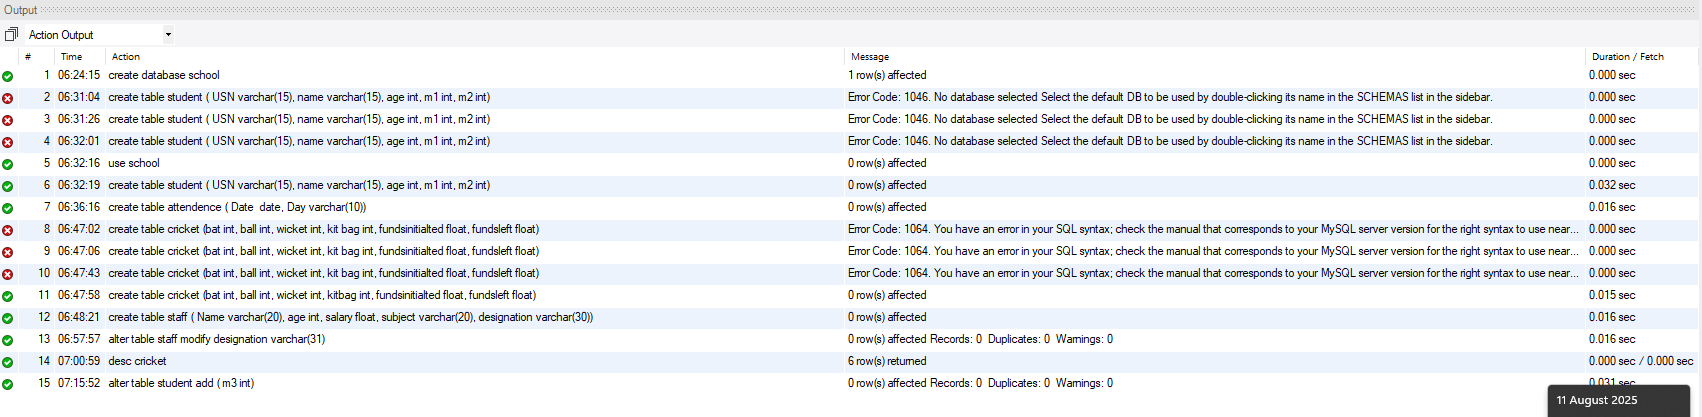 Output
Action Output
# Time Action Message Duration / Fetch
1 06:24:15 create database school 1 row(s) affected 0.000 sec
2 06:31:04 create table student ( USN varchar(15), name varchar(15), age int, m1 int, m2 int) Error Code: 1046. No database selected Select the default DB to be used by double-clicking its name in the SCHEMAS list in the sidebar. 0.000 sec
3 06:31:26 create table student ( USN varchar(15), name varchar(15), age int, m1 int, m2 int) Error Code: 1046. No database selected Select the default DB to be used by double-clicking its name in the SCHEMAS list in the sidebar. 0.000 sec
4 06:32:01 create table student ( USN varchar(15), name varchar(15), age int, m1 int, m2 int) Error Code: 1046. No database selected Select the default DB to be used by double-clicking its name in the SCHEMAS list in the sidebar. 0.000 sec
5 06:32:16 use school 0 row(s) affected 0.000 sec
6 06:32:19 create table student ( USN varchar(15), name varchar(15), age int, m1 int, m2 int) 0 row(s) affected 0.032 sec
7 06:36:16 create table attendence ( Date  date, Day varchar(10)) 0 row(s) affected 0.016 sec
8 06:47:02 create table cricket (bat int, ball int, wicket int, kit bag int, fundsinitialted float, fundsleft float) Error Code: 1064. You have an error in your SQL syntax; check the manual that corresponds to your MySQL server version for the right syntax to use near... 0.000 sec
9 06:47:06 create table cricket (bat int, ball int, wicket int, kit bag int, fundsinitialted float, fundsleft float) Error Code: 1064. You have an error in your SQL syntax; check the manual that corresponds to your MySQL server version for the right syntax to use near... 0.000 sec
10 06:47:43 create table cricket (bat int, ball int, wicket int, kit bag int, fundsinitialted float, fundsleft float) Error Code: 1064. You have an error in your SQL syntax; check the manual that corresponds to your MySQL server version for the right syntax to use near... 0.000 sec
11 06:47:58 create table cricket (bat int, ball int, wicket int, kitbag int, fundsinitialted float, fundsleft float) 0 row(s) affected 0.015 sec
12 06:48:21 create table staff ( Name varchar(20), age int, salary float, subject varchar(20), designation varchar(30)) 0 row(s) affected 0.016 sec
13 06:57:57 alter table staff modify designation varchar(31) 0 row(s) affected Records: 0  Duplicates: 0  Warnings: 0 0.016 sec
14 07:00:59 desc cricket 6 row(s) returned 0.000 sec / 0.000 sec
15 07:15:52 alter table student add ( m3 int) 0 row(s) affected Records: 0  Duplicates: 0  Warnings: 0 0.031 sec
11 August 2025